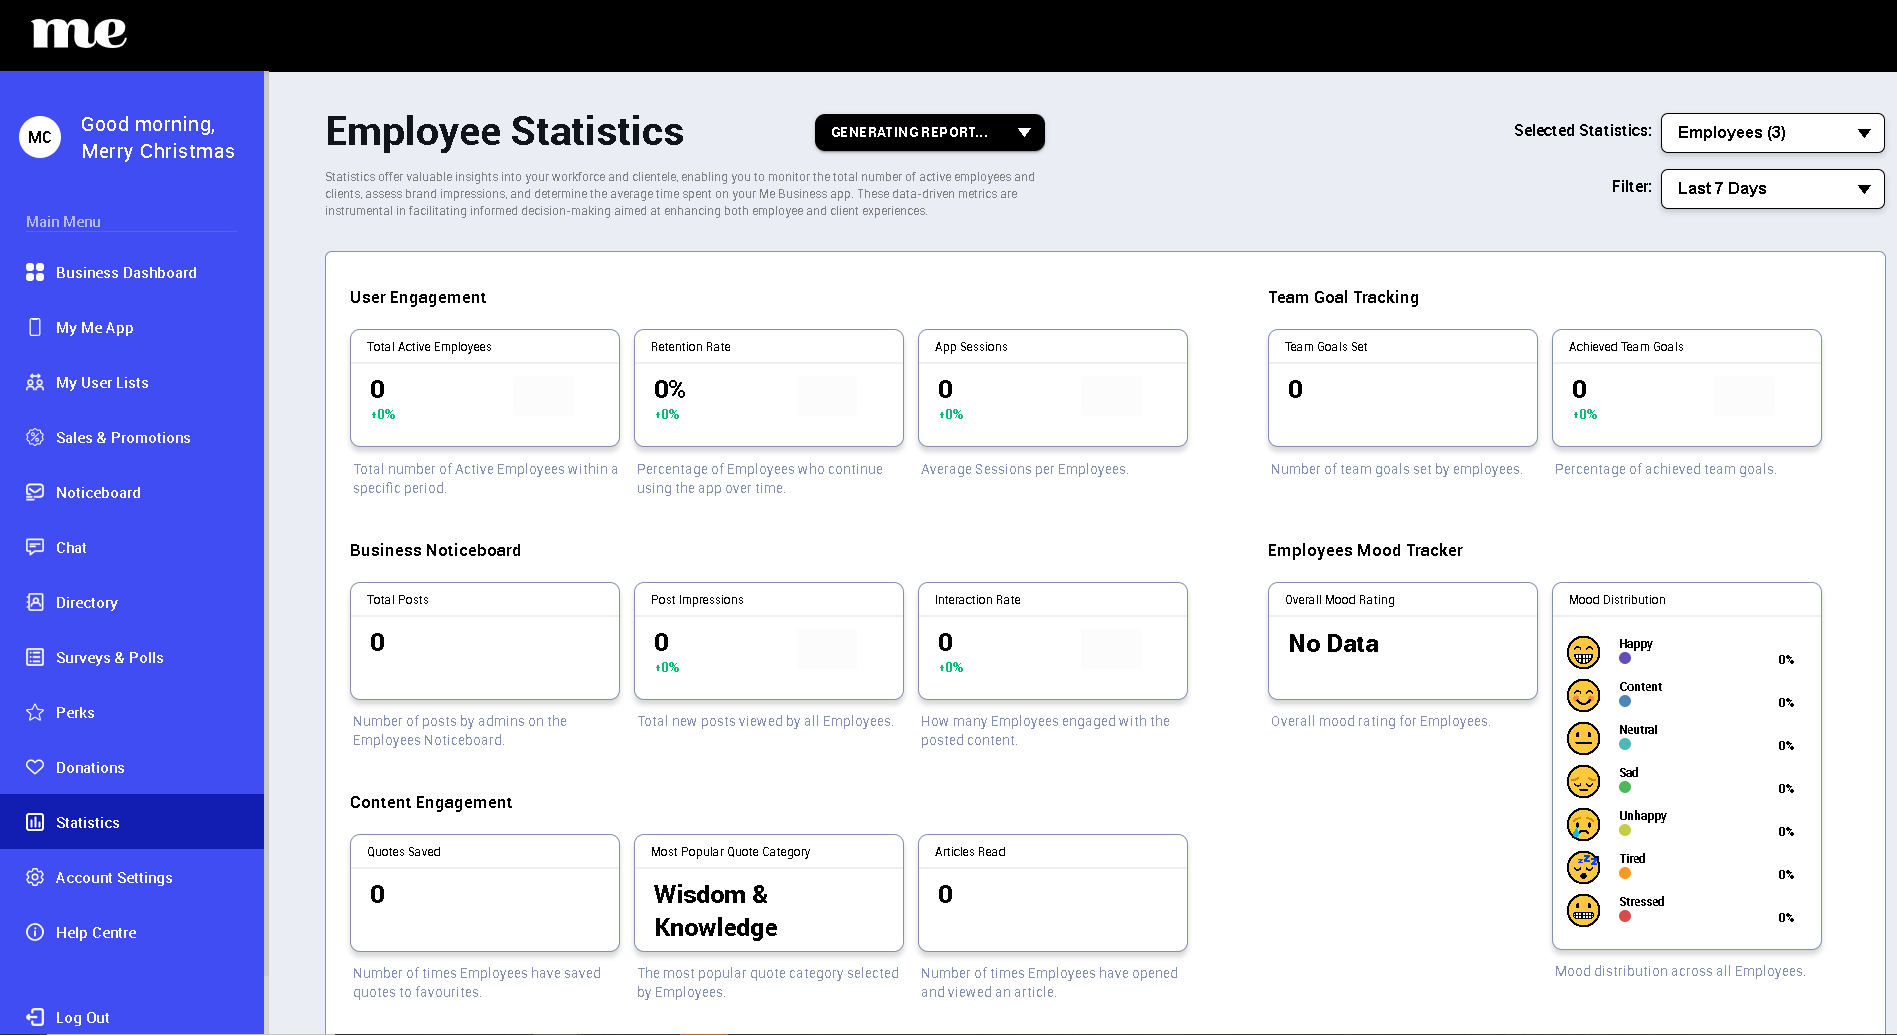 me
MC
Good morning,
Merry Christmas
Main Menu
Business Dashboard
My Me App
My User Lists
Sales & Promotions
Noticeboard
Chat
Directory
Surveys & Polls
Perks
Donations
Statistics
Account Settings
Help Centre
Log Out
Employee Statistics
GENERATING REPORT...
Statistics offer valuable insights into your workforce and clientele, enabling you to monitor the total number of active employees and
clients, assess brand impressions, and determine the average time spent on your Me Business app. These data-driven metrics are
instrumental in facilitating informed decision-making aimed at enhancing both employee and client experiences.
Selected Statistics:
Employees (3)
Filter:
Last 7 Days
User Engagement
Total Active Employees
0
+0%
Total number of Active Employees within a
specific period.
Retention Rate
0%
+0%
Percentage of Employees who continue
using the app over time.
App Sessions
0
+0%
Average Sessions per Employees.
Team Goal Tracking
Team Goals Set
0
Number of team goals set by employees.
Achieved Team Goals
0
+0%
Percentage of achieved team goals.
Business Noticeboard
Total Posts
0
Number of posts by admins on the
Employees Noticeboard.
Post Impressions
0
+0%
Total new posts viewed by all Employees.
Interaction Rate
0
+0%
How many Employees engaged with the
posted content.
Employees Mood Tracker
Overall Mood Rating
No Data
Overall mood rating for Employees.
Mood Distribution
Happy
0%
Content
0%
Neutral
0%
Sad
0%
Unhappy
0%
Tired
0%
Stressed
0%
Mood distribution across all Employees.
Content Engagement
Quotes Saved
0
Number of times Employees have saved
quotes to favourites.
Most Popular Quote Category
Wisdom &
Knowledge
The most popular quote category selected
by Employees.
Articles Read
0
Number of times Employees have opened
and viewed an article.